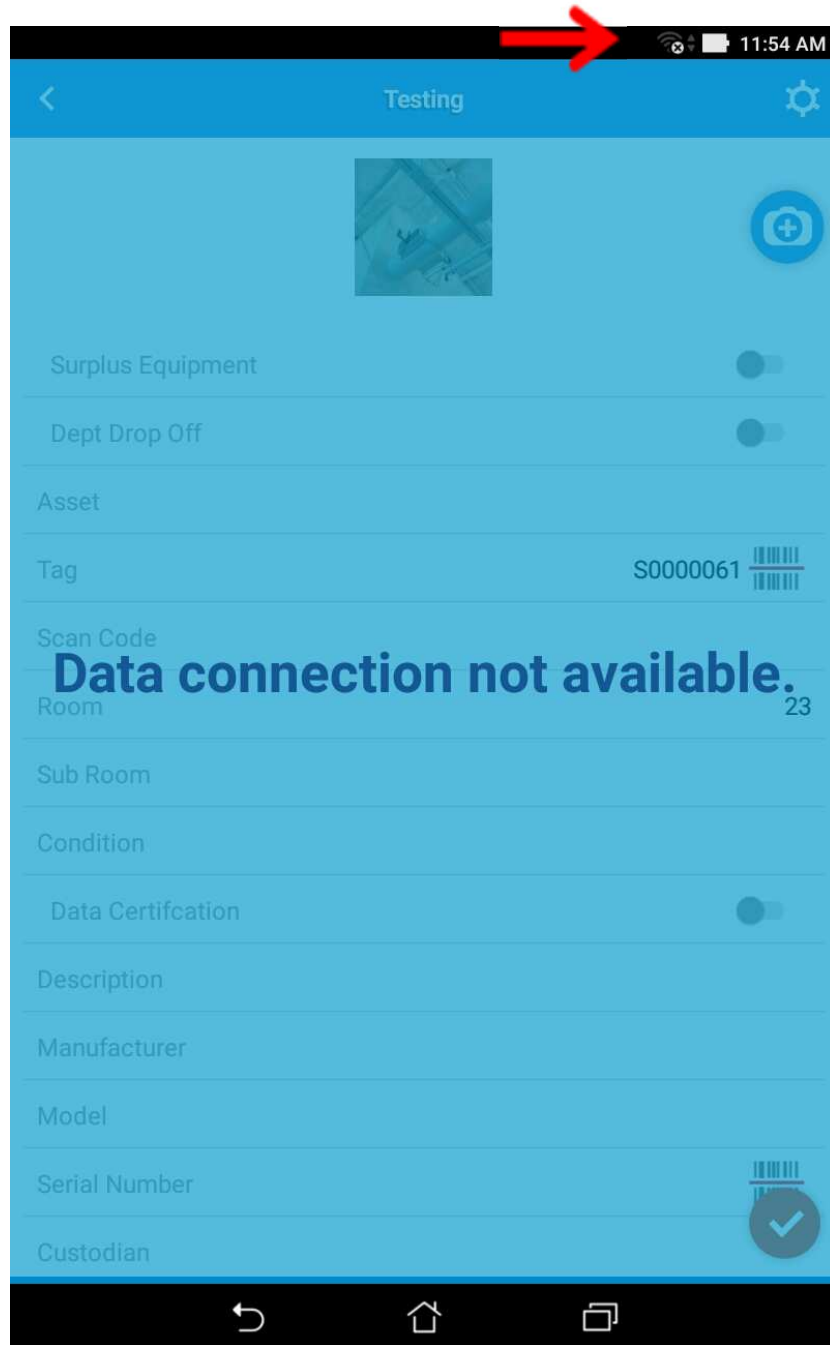 11:54 AM
Testing
Surplus Equipment
Dept Drop Off
Asset
Tag S0000061
Scan Code
Data connection not available.
Room 23
Sub Room
Condition
Data Certifcation
Description
Manufacturer
Model
Serial Number
Custodian